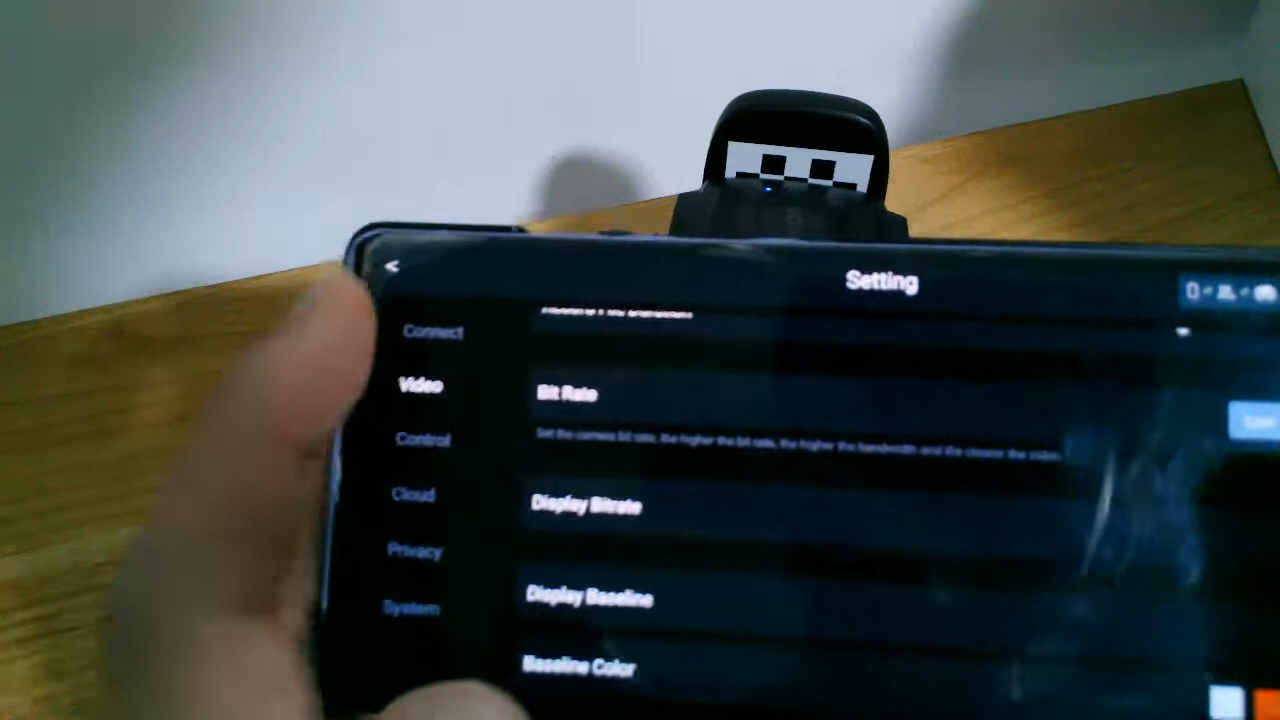 <
Setting
Connect
Video
Bit Rate
Control
Set the camera bit rate, the higher the bit rate, the higher the bandwidth and the clearer the video.
Cloud
Display Bitrate
Privacy
Display Baseline
System
Baseline Color